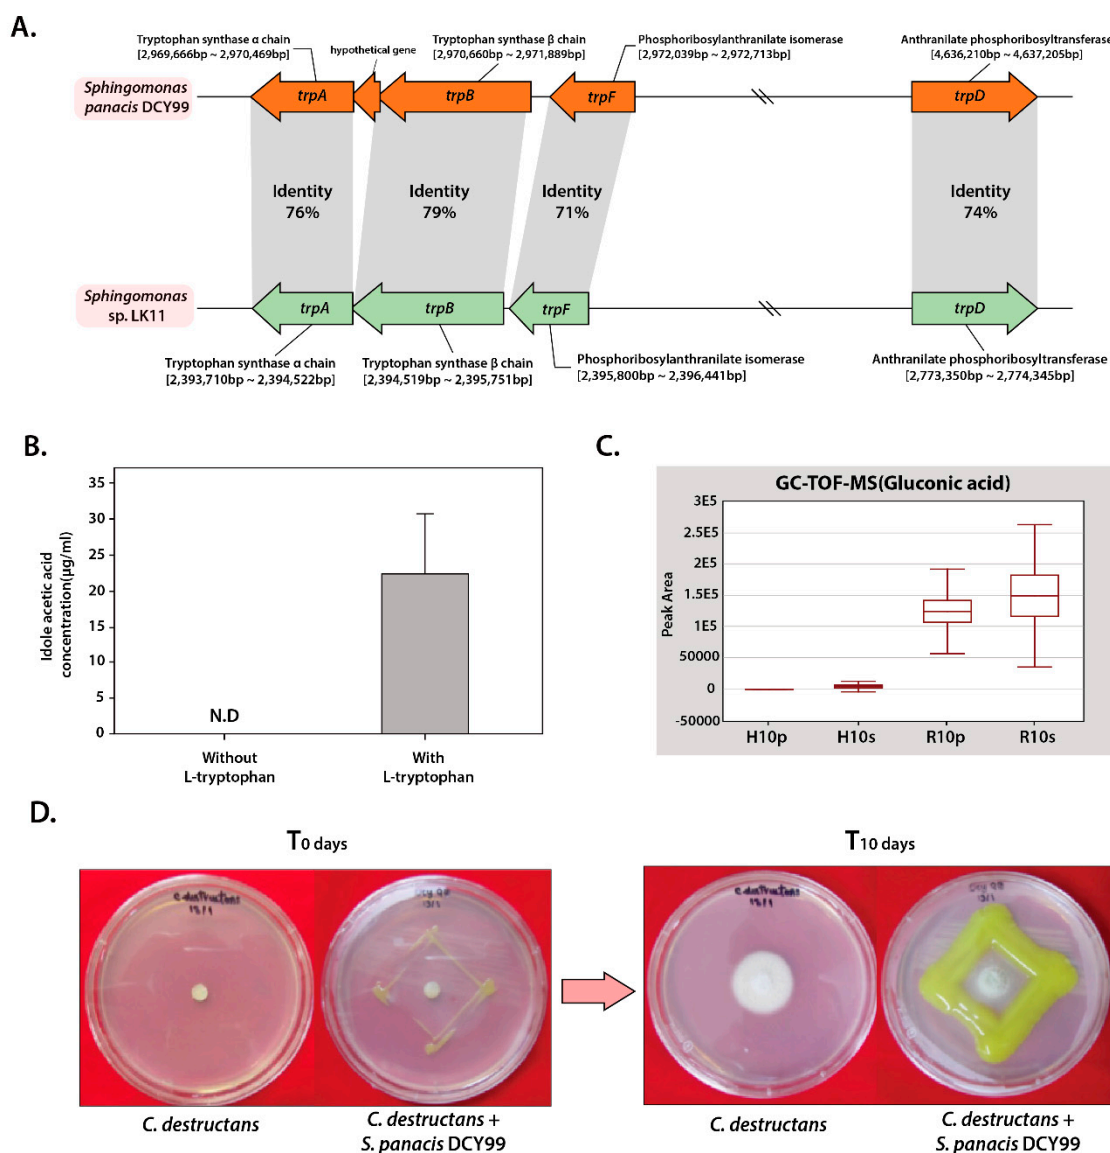 A.
Tryptophan synthase α chain
[2,969,666bp ~ 2,970,469bp]
hypothetical gene
Tryptophan synthase β chain
[2,970,660bp ~ 2,971,889bp]
Phosphoribosylanthranilate isomerase
[2,972,039bp ~ 2,972,713bp]
Anthranilate phosphoribosyltransferase
[4,636,210bp ~ 4,637,205bp]
Sphingomonas
panacis DCY99
trpA
trpB
trpF
trpD
Identity
76%
Identity
79%
Identity
71%
Identity
74%
Sphingomonas
sp. LK11
trpA
trpB
trpF
trpD
Tryptophan synthase α chain
[2,393,710bp ~ 2,394,522bp]
Tryptophan synthase β chain
[2,394,519bp ~ 2,395,751bp]
Phosphoribosylanthranilate isomerase
[2,395,800bp ~ 2,396,441bp]
Anthranilate phosphoribosyltransferase
[2,773,350bp ~ 2,774,345bp]
B.
Idole acetic acid
concentration(μg/ml)
35
30
25
20
15
10
5
0
N.D
Without
L-tryptophan
With
L-tryptophan
C.
GC-TOF-MS(Gluconic acid)
Peak Area
3E5
2.5E5
2E5
1.5E5
1E5
50000
0
-50000
H10p
H10s
R10p
R10s
D.
T0 days
T10 days
C. destructans
C. destructans
C. destructans
C. destructans +
S. panacis DCY99
C. destructans
C. destructans +
S. panacis DCY99